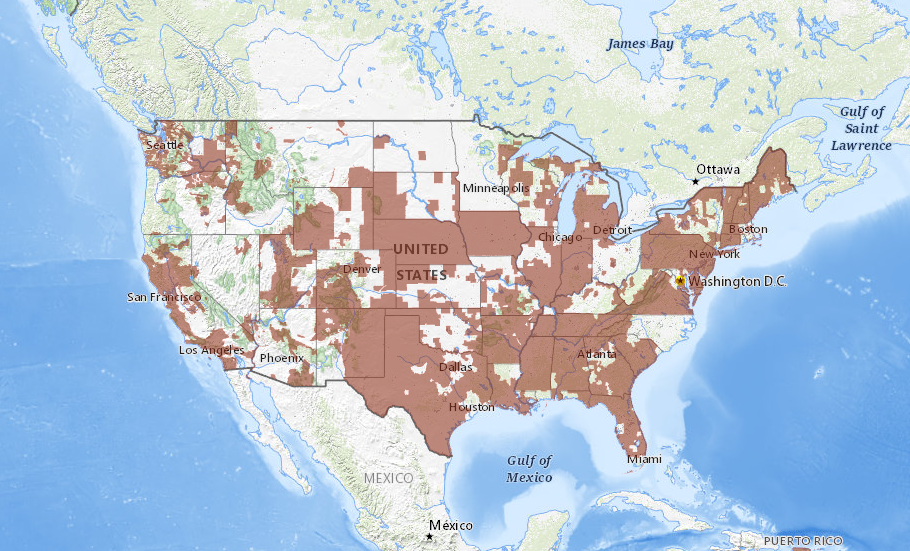 James Bay
Gulf of
Saint
Lawrence
Seattle
Ottawa
Minneapolis
Boston
Detroit
Chicago
UNITED
New York
Denver
STATES
Washington D.C.
San Francisco
Los Angeles
Phoenix
Atlanta
Dallas
Houston
Gulf of
Mexico
Miami
MEXICO
México
PUERTO RICO